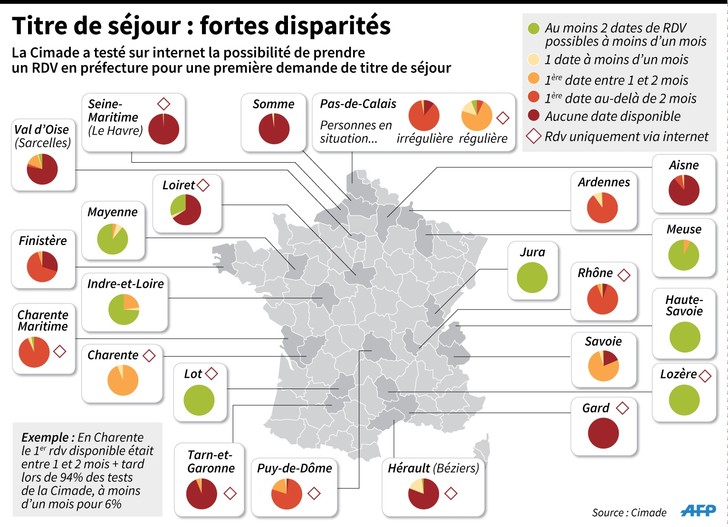 Titre de séjour : fortes disparités
La Cimade a testé sur internet la possibilité de prendre
un RDV en préfecture pour une première demande de titre de séjour
Au moins 2 dates de RDV
possibles à moins d'un mois
1 date à moins d'un mois
1ère date entre 1 et 2 mois
1ère date au-delà de 2 mois
Aucune date disponible
Rdv uniquement via internet
Seine-
Maritime
(Le Havre)
Somme
Pas-de-Calais
Personnes en
situation...
irrégulière
régulière
Val d'Oise
(Sarcelles)
Loiret
Mayenne
Finistère
Indre-et-Loire
Charente
Maritime
Charente
Lot
Aisne
Ardennes
Meuse
Jura
Rhône
Haute-
Savoie
Savoie
Lozère
Gard
Tarn-et-
Garonne
Puy-de-Dôme
Hérault (Béziers)
Exemple : En Charente
le 1er rdv disponible était
entre 1 et 2 mois + tard
lors de 94% des tests
de la Cimade, à moins
d'un mois pour 6%
Source : Cimade
AFP